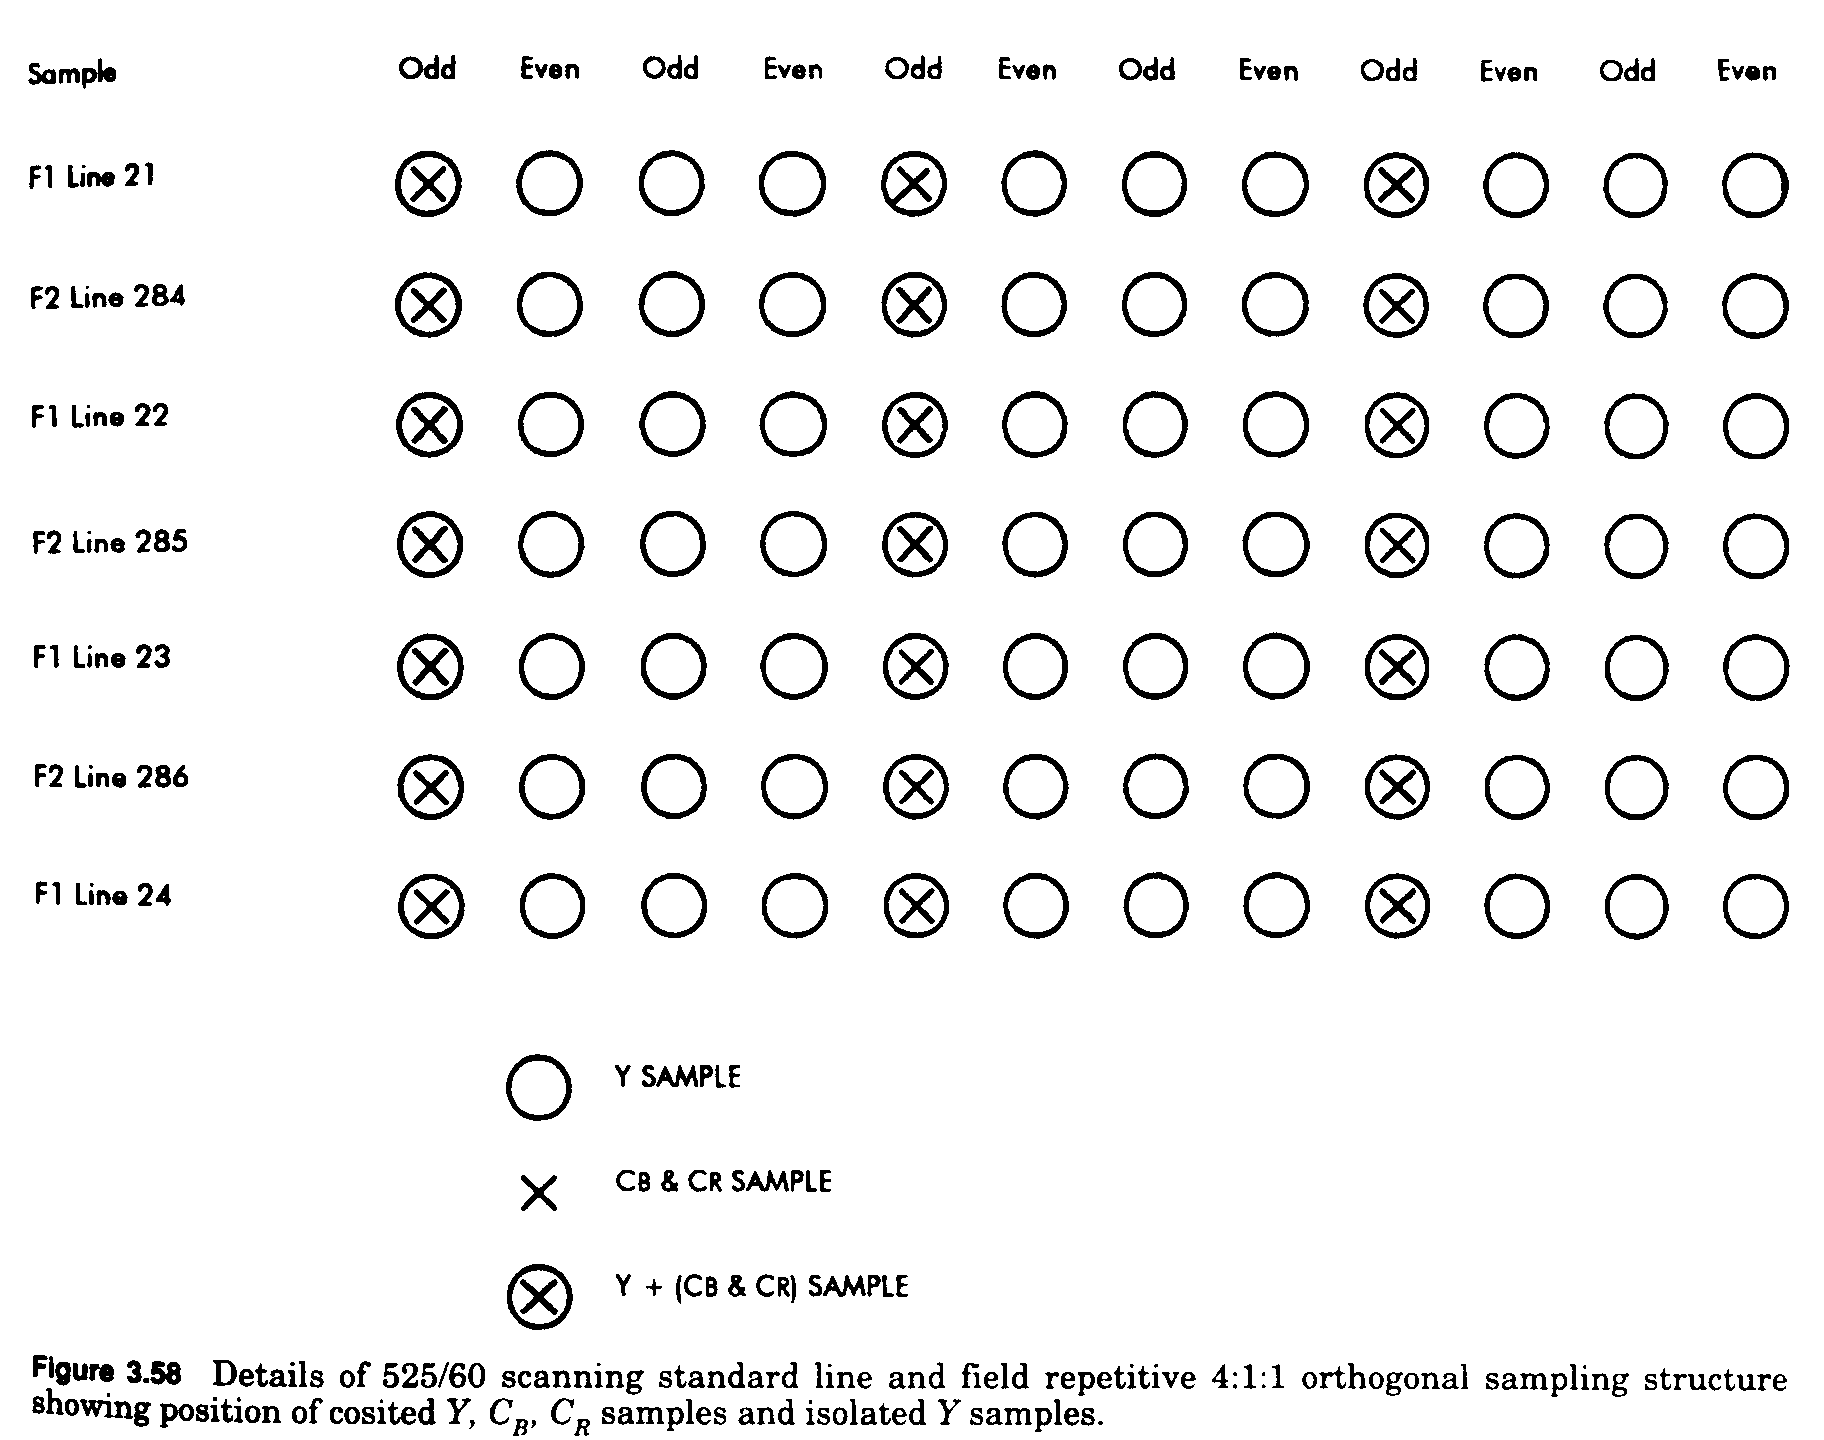 Sample Odd Even Odd Even Odd Even Odd Even Odd Even Odd Even
F1 Line 21
F2 Line 284
F1 Line 22
F2 Line 285
F1 Line 23
F2 Line 286
F1 Line 24
Y SAMPLE
CB & CR SAMPLE
Y + (CB & CR) SAMPLE
Figure 3.58 Details of 525/60 scanning standard line and field repetitive 4:1:1 orthogonal sampling structure
showing position of cosited Y, C_B, C_R samples and isolated Y samples.